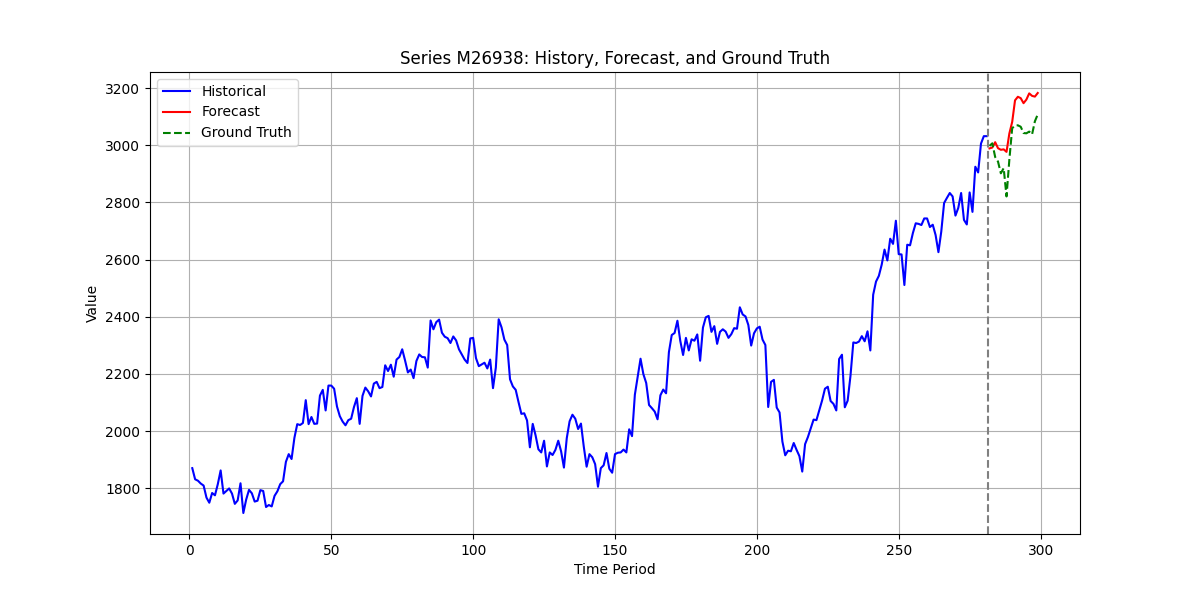 Series M26938: History, Forecast, and Ground Truth
Historical
Forecast
Ground Truth
3200
3000
2800
2600
2400
2200
2000
1800
Value
0 50 100 150 200 250 300
Time Period